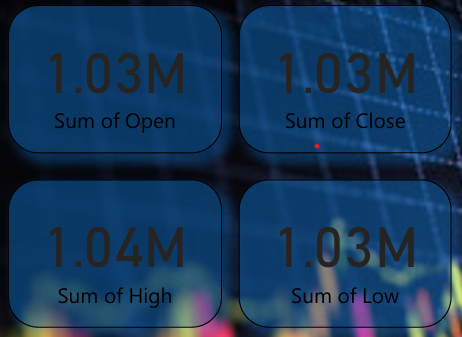 1.03M
Sum of Open
1.03M
Sum of Close
1.04M
Sum of High
1.03M
Sum of Low